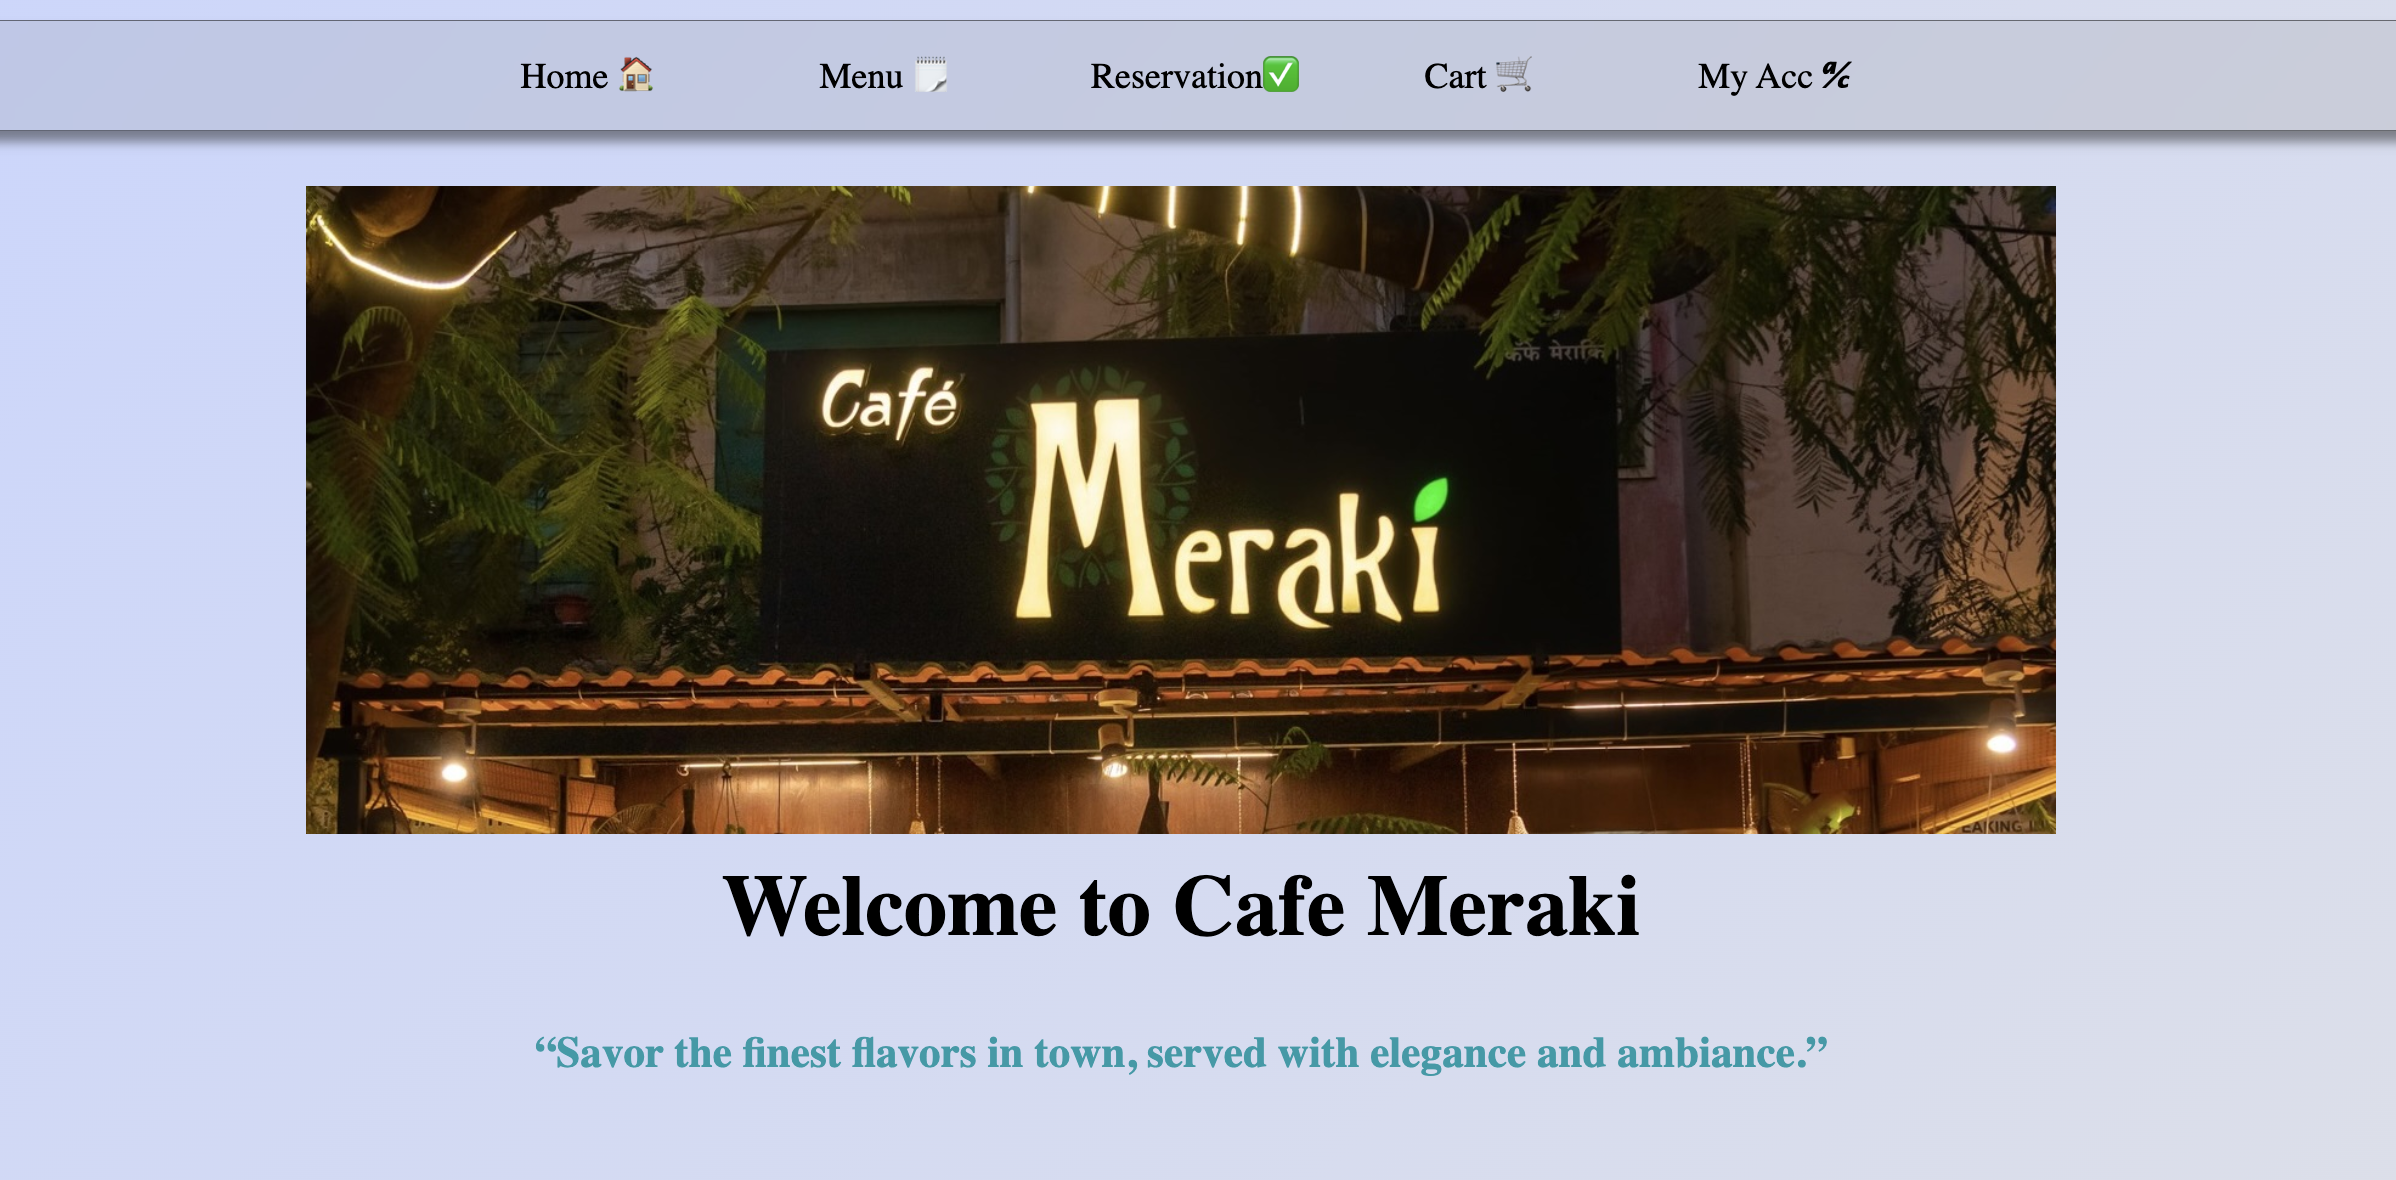 Home 🏠 Menu 🗒️ Reservation✅ Cart 🛒 My Acc ℀
कॅफे मेराकि
Café
Meraki
Welcome to Cafe Meraki
“Savor the finest flavors in town, served with elegance and ambiance.”